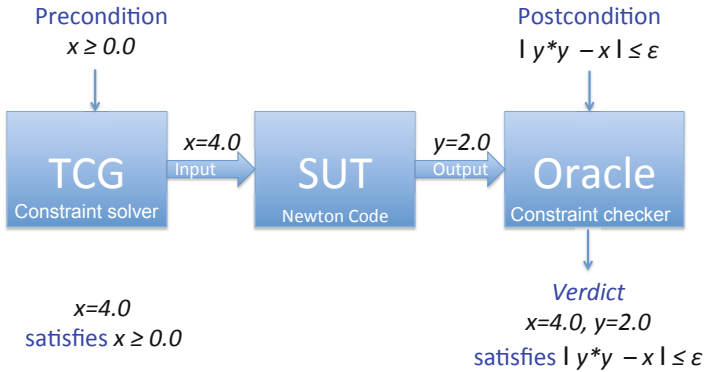 Precondition
x ≥ 0.0
Postcondition
| y*y – x | ≤ ε
TCG
Constraint solver
x=4.0
Input
SUT
Newton Code
y=2.0
Output
Oracle
Constraint checker
x=4.0
satisfies x ≥ 0.0
Verdict
x=4.0, y=2.0
satisfies | y*y – x | ≤ ε